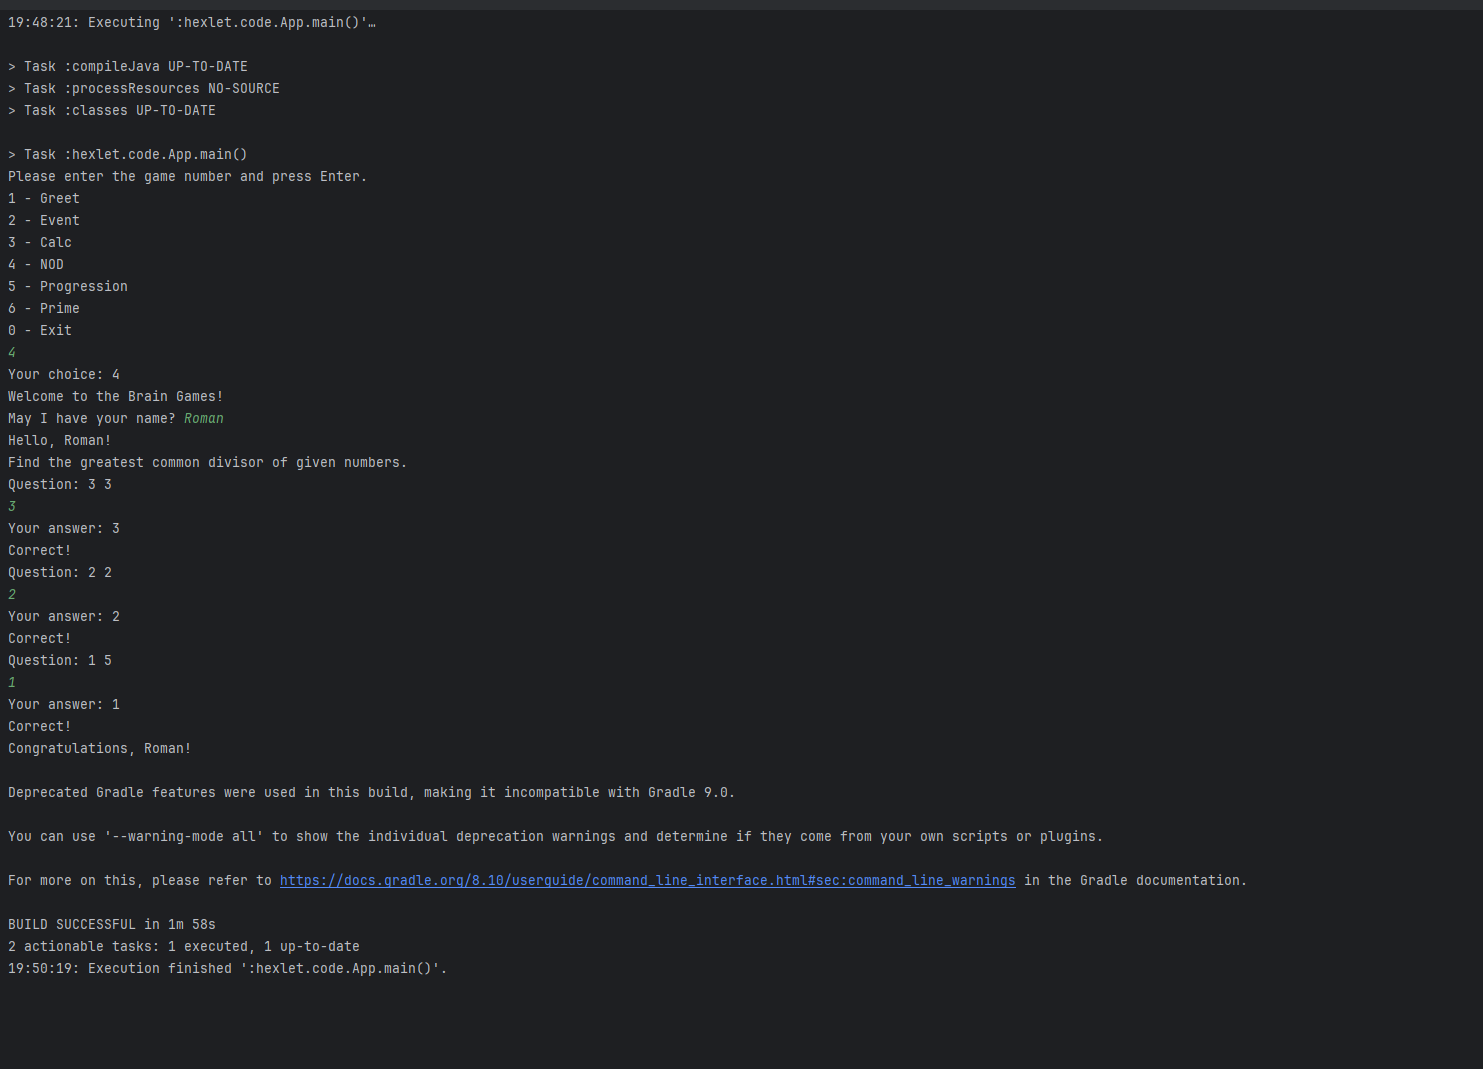 19:48:21: Executing ':hexlet.code.App.main()'…
> Task :compileJava UP-TO-DATE
> Task :processResources NO-SOURCE
> Task :classes UP-TO-DATE
> Task :hexlet.code.App.main()
Please enter the game number and press Enter.
1 - Greet
2 - Event
3 - Calc
4 - NOD
5 - Progression
6 - Prime
0 - Exit
4
Your choice: 4
Welcome to the Brain Games!
May I have your name? Roman
Hello, Roman!
Find the greatest common divisor of given numbers.
Question: 3 3
3
Your answer: 3
Correct!
Question: 2 2
2
Your answer: 2
Correct!
Question: 1 5
1
Your answer: 1
Correct!
Congratulations, Roman!
Deprecated Gradle features were used in this build, making it incompatible with Gradle 9.0.
You can use '--warning-mode all' to show the individual deprecation warnings and determine if they come from your own scripts or plugins.
For more on this, please refer to https://docs.gradle.org/8.10/userguide/command_line_interface.html#sec:command_line_warnings in the Gradle documentation.
BUILD SUCCESSFUL in 1m 58s
2 actionable tasks: 1 executed, 1 up-to-date
19:50:19: Execution finished ':hexlet.code.App.main()'.